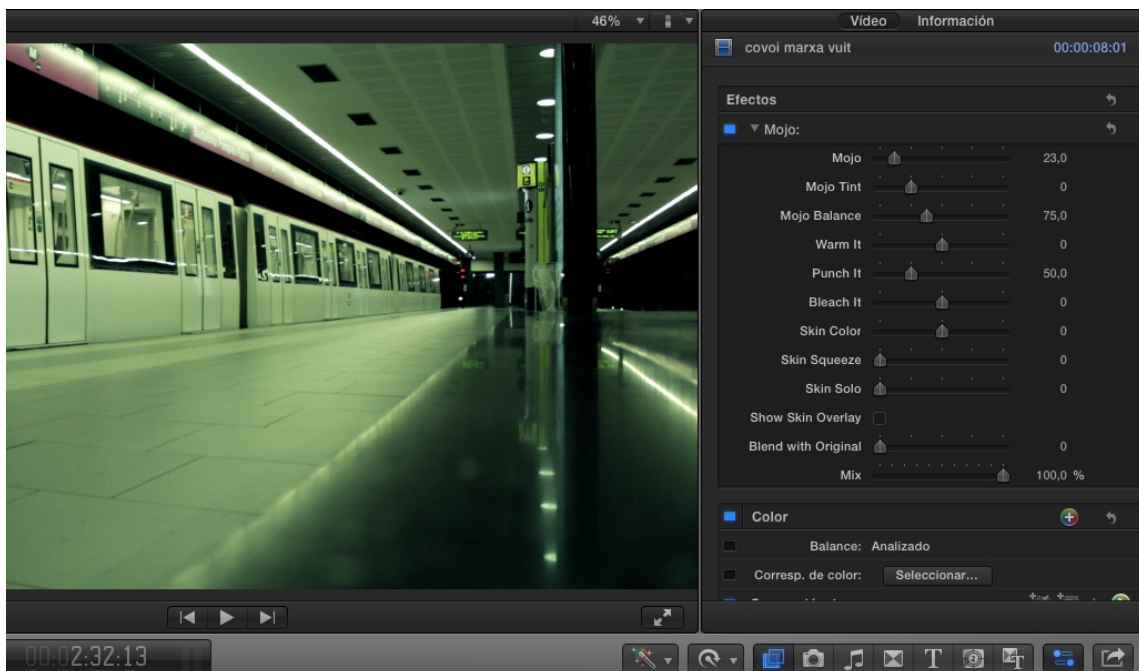 46%
Vídeo Información
covoi marxa vuit 00:00:08:01
Efectos
Mojo:
Mojo 23,0
Mojo Tint 0
Mojo Balance 75,0
Warm It 0
Punch It 50,0
Bleach It 0
Skin Color 0
Skin Squeeze 0
Skin Solo 0
Show Skin Overlay
Blend with Original 0
Mix 100,0 %
Color
Balance: Analizado
Corresp. de color: Seleccionar...
00:02:32:13
T
T